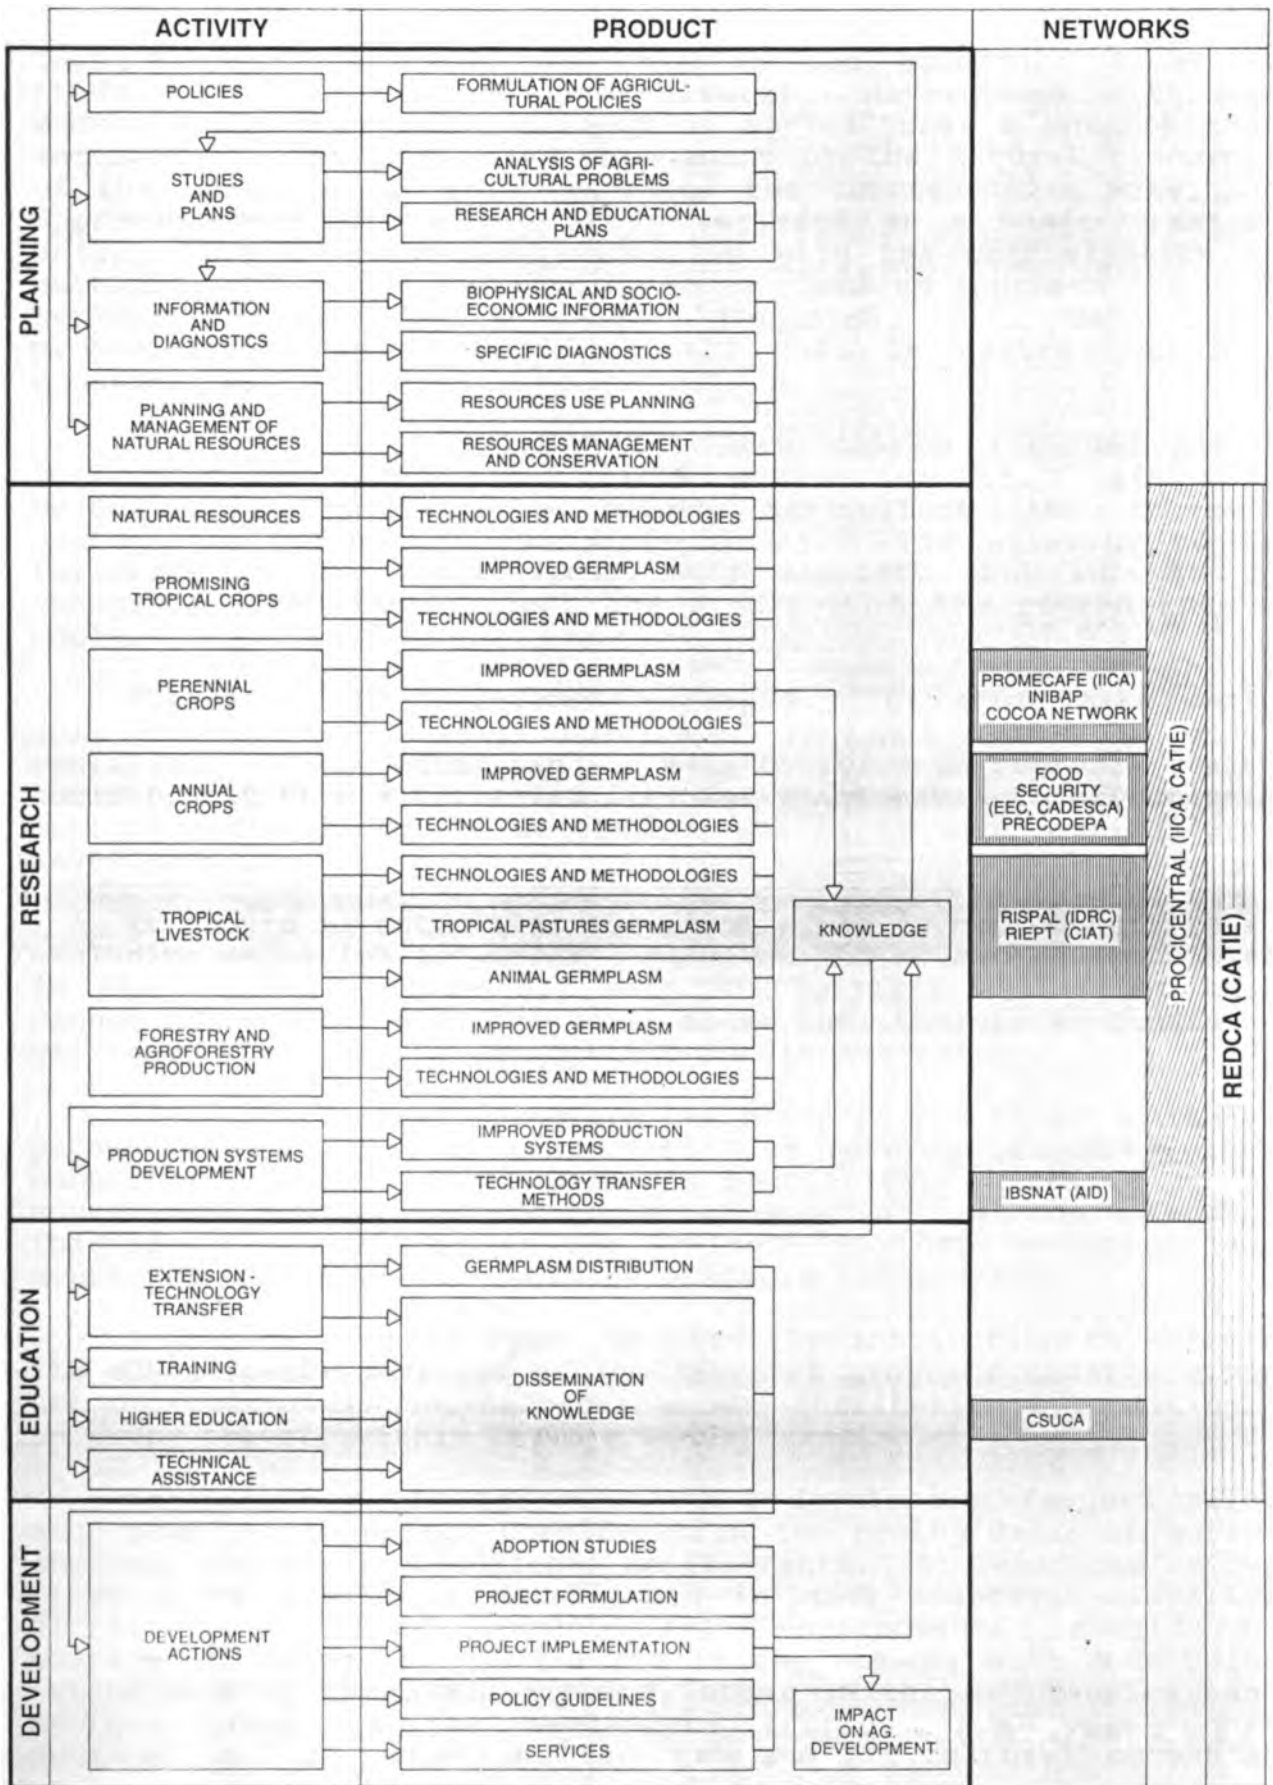 ACTIVITY
PRODUCT
NETWORKS
PLANNING
POLICIES
FORMULATION OF AGRICUL-
TURAL POLICIES
STUDIES
AND
PLANS
ANALYSIS OF AGRI-
CULTURAL PROBLEMS
RESEARCH AND EDUCATIONAL
PLANS
INFORMATION
AND
DIAGNOSTICS
BIOPHYSICAL AND SOCIO-
ECONOMIC INFORMATION
SPECIFIC DIAGNOSTICS
PLANNING AND
MANAGEMENT OF
NATURAL RESOURCES
RESOURCES USE PLANNING
RESOURCES MANAGEMENT
AND CONSERVATION
RESEARCH
NATURAL RESOURCES
TECHNOLOGIES AND METHODOLOGIES
PROMISING
TROPICAL CROPS
IMPROVED GERMPLASM
TECHNOLOGIES AND METHODOLOGIES
PERENNIAL
CROPS
IMPROVED GERMPLASM
TECHNOLOGIES AND METHODOLOGIES
PROMECAFE (IICA)
INIBAP
COCOA NETWORK
ANNUAL
CROPS
IMPROVED GERMPLASM
TECHNOLOGIES AND METHODOLOGIES
FOOD
SECURITY
(EEC, CADESCA)
PRECODEPA
TROPICAL
LIVESTOCK
TECHNOLOGIES AND METHODOLOGIES
TROPICAL PASTURES GERMPLASM
ANIMAL GERMPLASM
KNOWLEDGE
RISPAL (IDRC)
RIEPT (CIAT)
FORESTRY AND
AGROFORESTRY
PRODUCTION
IMPROVED GERMPLASM
TECHNOLOGIES AND METHODOLOGIES
PRODUCTION SYSTEMS
DEVELOPMENT
IMPROVED PRODUCTION
SYSTEMS
TECHNOLOGY TRANSFER
METHODS
IBSNAT (AID)
PROCICENTRAL (IICA, CATIE)
REDCA (CATIE)
EDUCATION
EXTENSION -
TECHNOLOGY
TRANSFER
GERMPLASM DISTRIBUTION
TRAINING
DISSEMINATION
OF
KNOWLEDGE
HIGHER EDUCATION
CSUCA
TECHNICAL
ASSISTANCE
DEVELOPMENT
DEVELOPMENT
ACTIONS
ADOPTION STUDIES
PROJECT FORMULATION
PROJECT IMPLEMENTATION
POLICY GUIDELINES
SERVICES
IMPACT
ON AG.
DEVELOPMENT